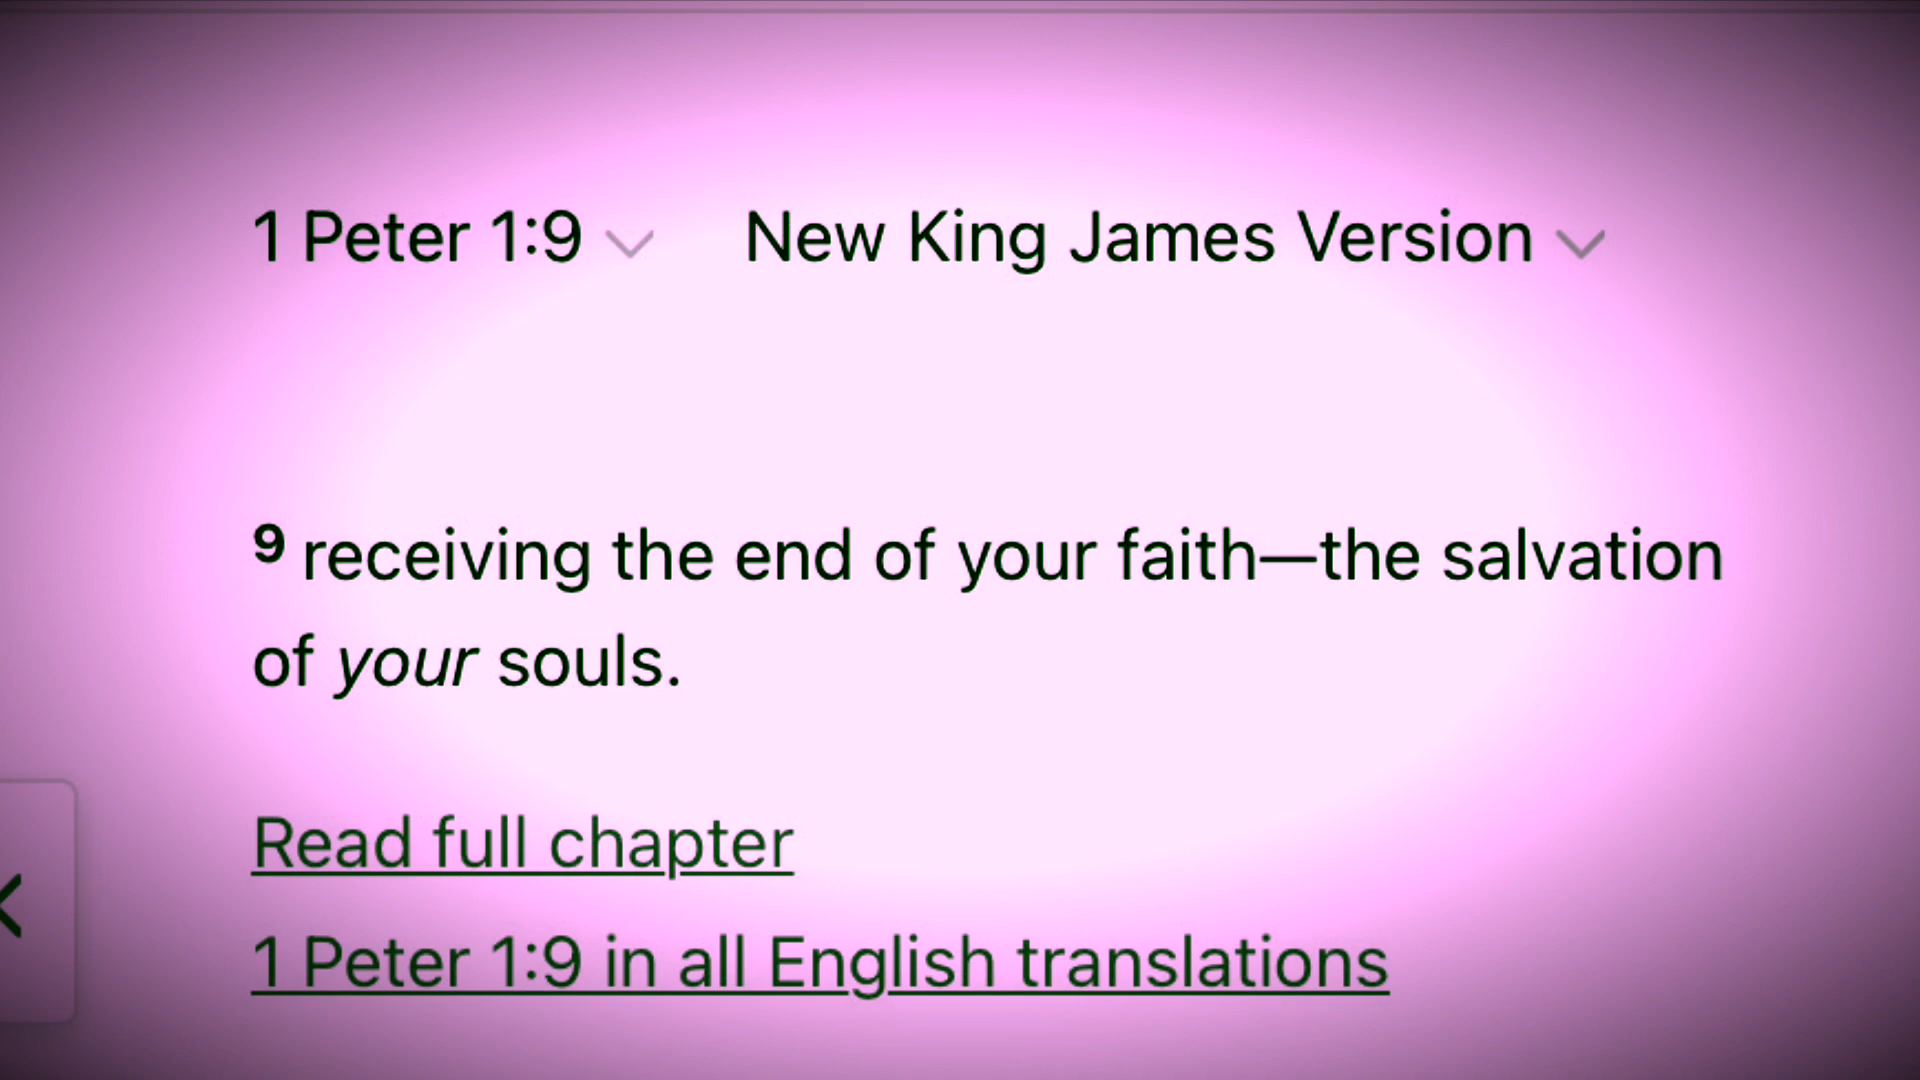 1 Peter 1:9 New King James Version
9 receiving the end of your faith—the salvation
of your souls.
Read full chapter
1 Peter 1:9 in all English translations